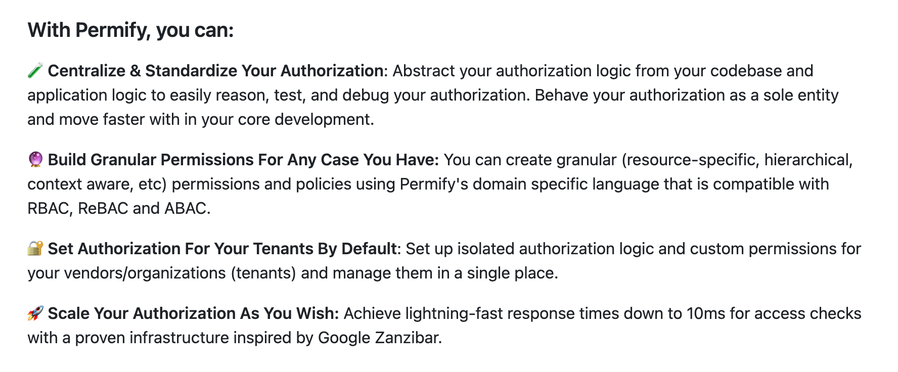 With Permify, you can:
🧪 Centralize & Standardize Your Authorization: Abstract your authorization logic from your codebase and
application logic to easily reason, test, and debug your authorization. Behave your authorization as a sole entity
and move faster with in your core development.
🔮 Build Granular Permissions For Any Case You Have: You can create granular (resource-specific, hierarchical,
context aware, etc) permissions and policies using Permify's domain specific language that is compatible with
RBAC, ReBAC and ABAC.
🔐 Set Authorization For Your Tenants By Default: Set up isolated authorization logic and custom permissions for
your vendors/organizations (tenants) and manage them in a single place.
🚀 Scale Your Authorization As You Wish: Achieve lightning-fast response times down to 10ms for access checks
with a proven infrastructure inspired by Google Zanzibar.